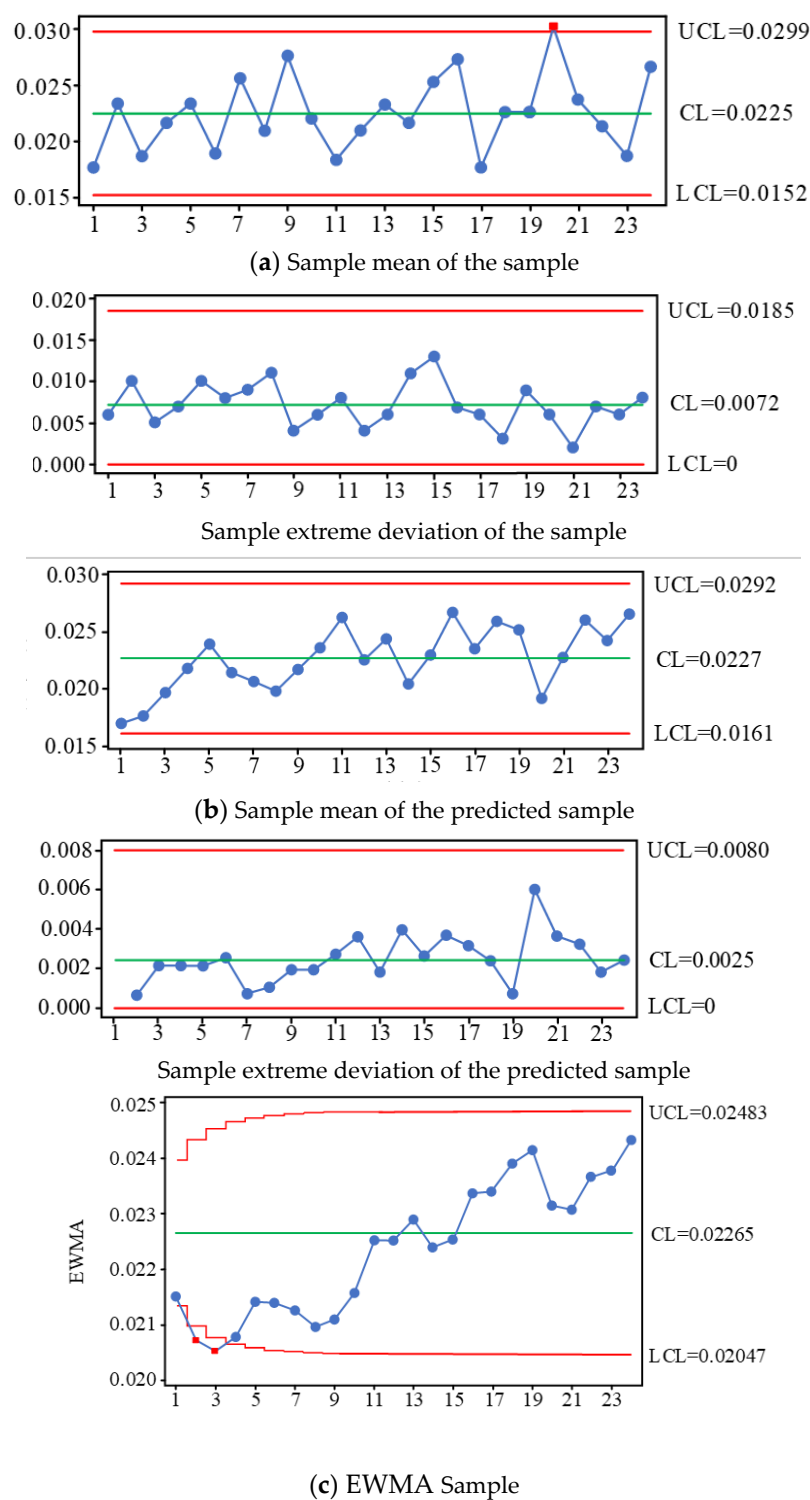 0.030
0.025
0.020
0.015
UCL=0.0299
CL=0.0225
LCL=0.0152
1 3 5 7 9 11 13 15 17 19 21 23
(a) Sample mean of the sample
0.020
0.015
0.010
0.005
0.000
UCL=0.0185
CL=0.0072
LCL=0
1 3 5 7 9 11 13 15 17 19 21 23
Sample extreme deviation of the sample
0.030
0.025
0.020
0.015
UCL=0.0292
CL=0.0227
LCL=0.0161
1 3 5 7 9 11 13 15 17 19 21 23
(b) Sample mean of the predicted sample
0.008
0.006
0.004
0.002
0.000
UCL=0.0080
CL=0.0025
LCL=0
1 3 5 7 9 11 13 15 17 19 21 23
Sample extreme deviation of the predicted sample
EWMA
0.025
0.024
0.023
0.022
0.021
0.020
UCL=0.02483
CL=0.02265
LCL=0.02047
1 3 5 7 9 11 13 15 17 19 21 23
(c) EWMA Sample